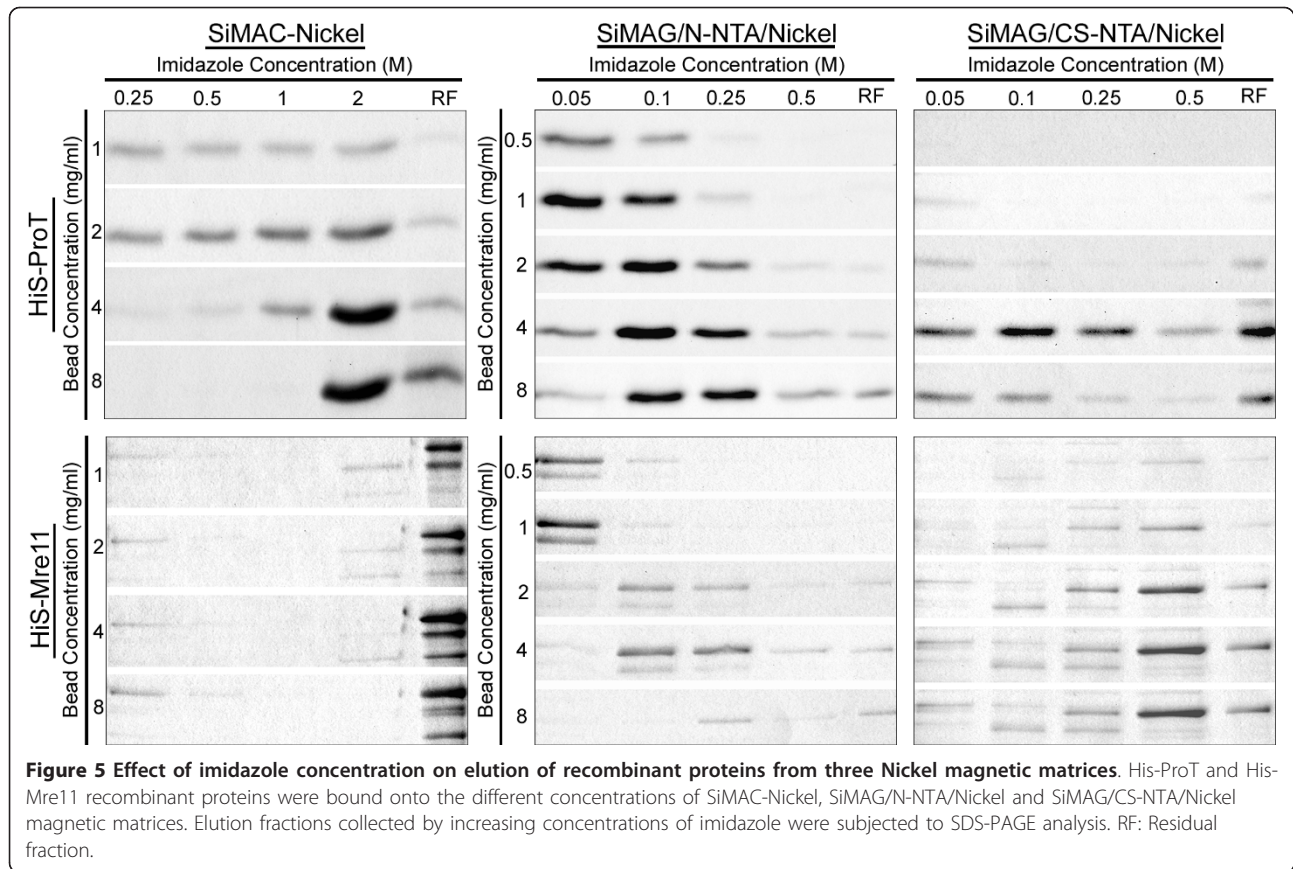 SiMAC-Nickel
Imidazole Concentration (M)
0.25 0.5 1 2 RF
SiMAG/N-NTA/Nickel
Imidazole Concentration (M)
0.05 0.1 0.25 0.5 RF
SiMAG/CS-NTA/Nickel
Imidazole Concentration (M)
0.05 0.1 0.25 0.5 RF
HiS-ProT
Bead Concentration (mg/ml)
1
2
4
8
Bead Concentration (mg/ml)
0.5
1
2
4
8
HiS-Mre11
Bead Concentration (mg/ml)
1
2
4
8
Bead Concentration (mg/ml)
0.5
1
2
4
8
Figure 5 Effect of imidazole concentration on elution of recombinant proteins from three Nickel magnetic matrices. His-ProT and His-
Mre11 recombinant proteins were bound onto the different concentrations of SiMAC-Nickel, SiMAG/N-NTA/Nickel and SiMAG/CS-NTA/Nickel
magnetic matrices. Elution fractions collected by increasing concentrations of imidazole were subjected to SDS-PAGE analysis. RF: Residual
fraction.